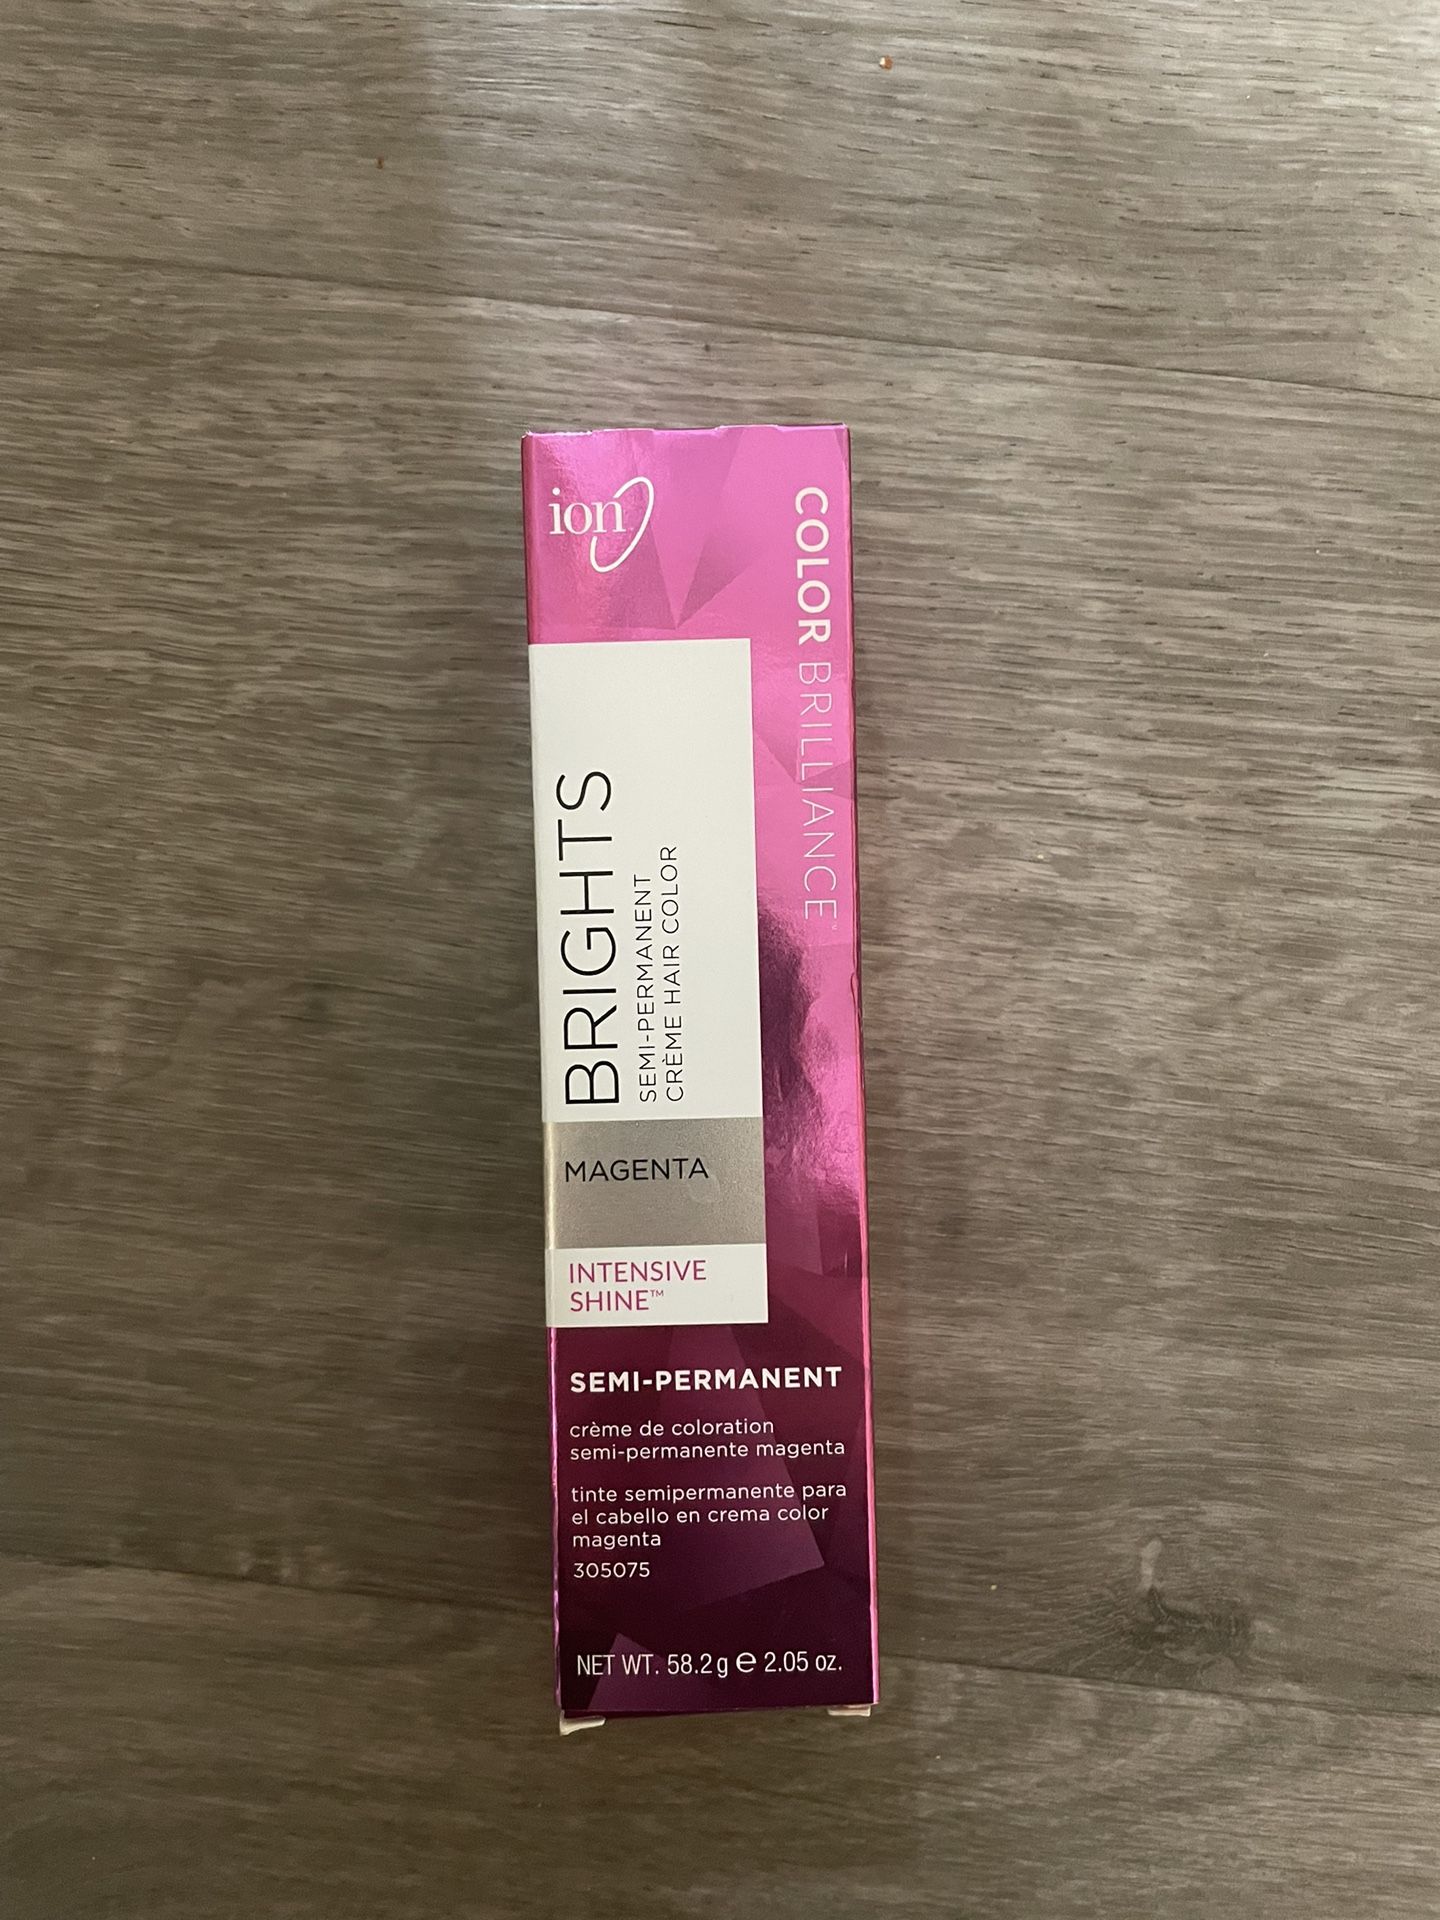 ion
COLOR BRILLIANCE™
BRIGHTS
SEMI-PERMANENT
CRÈME HAIR COLOR
MAGENTA
INTENSIVE
SHINE™
SEMI-PERMANENT
crème de coloration
semi-permanente magenta
tinte semipermanente para
el cabello en crema color
magenta
305075
NET WT. 58.2 g ℮ 2.05 oz.